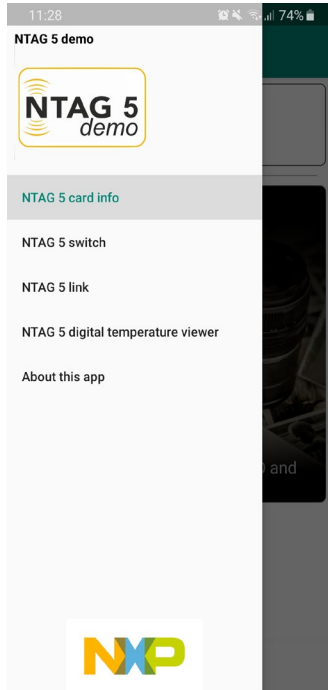 11:28 74%
NTAG 5 demo
NTAG 5
demo
NTAG 5 card info
NTAG 5 switch
NTAG 5 link
NTAG 5 digital temperature viewer
About this app
and
NXP